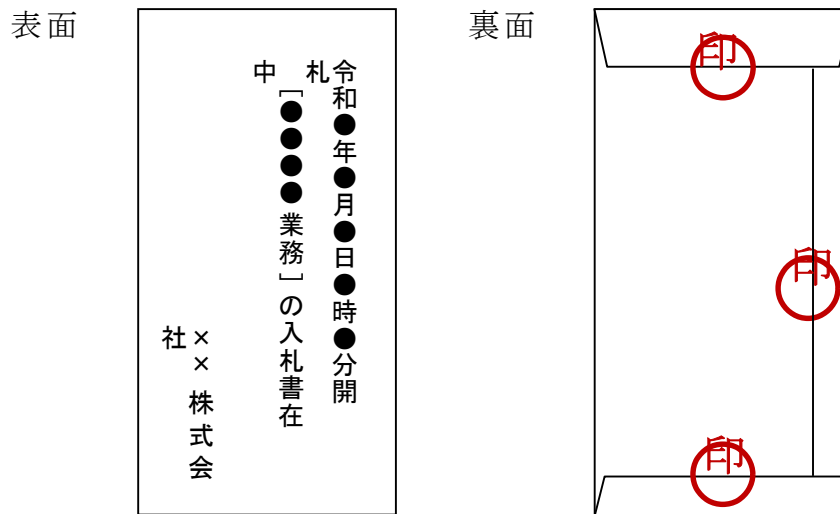 表面
令和●年●月●日●時●分開
札
［●●●●業務］の入札書在
中
××株式会
社
裏面
印
印
印